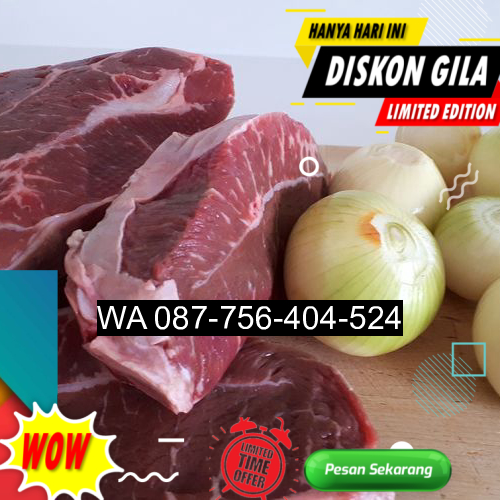 HANYA HARI INI
DISKON GILA
LIMITED EDITION
WA 087-756-404-524
WOW
LIMITED
TIME
OFFER
Pesan Sekarang